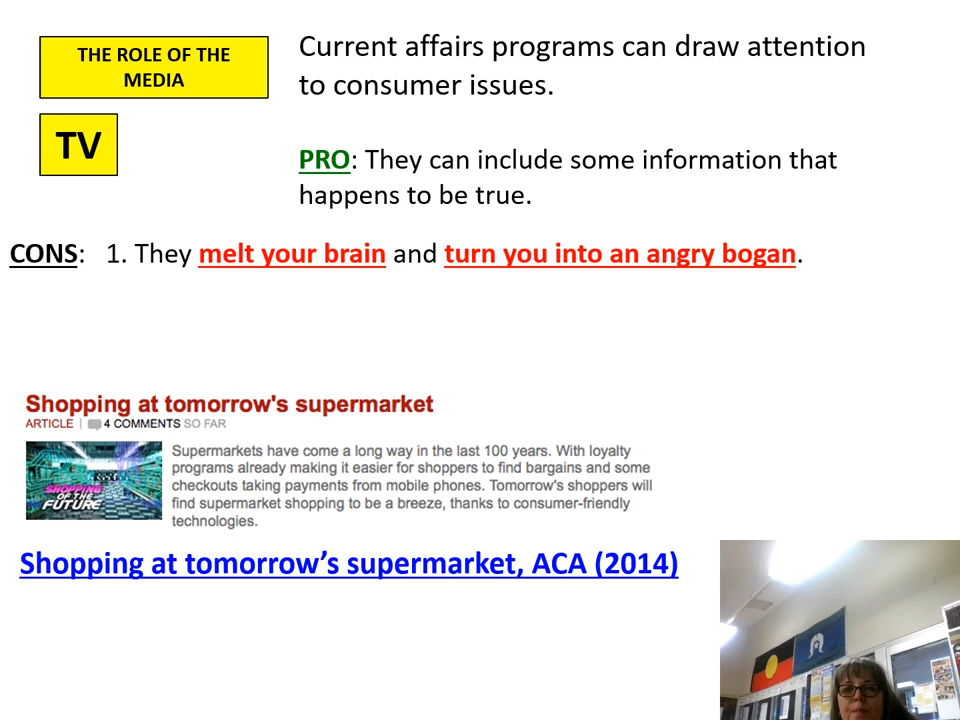 THE ROLE OF THE
MEDIA
TV
Current affairs programs can draw attention
to consumer issues.
PRO: They can include some information that
happens to be true.
CONS: 1. They melt your brain and turn you into an angry bogan.
Shopping at tomorrow's supermarket
ARTICLE | 4 COMMENTS SO FAR
SHOPPING
OF THE
FUTURE
Supermarkets have come a long way in the last 100 years. With loyalty
programs already making it easier for shoppers to find bargains and some
checkouts taking payments from mobile phones. Tomorrow's shoppers will
find supermarket shopping to be a breeze, thanks to consumer-friendly
technologies.
Shopping at tomorrow’s supermarket, ACA (2014)